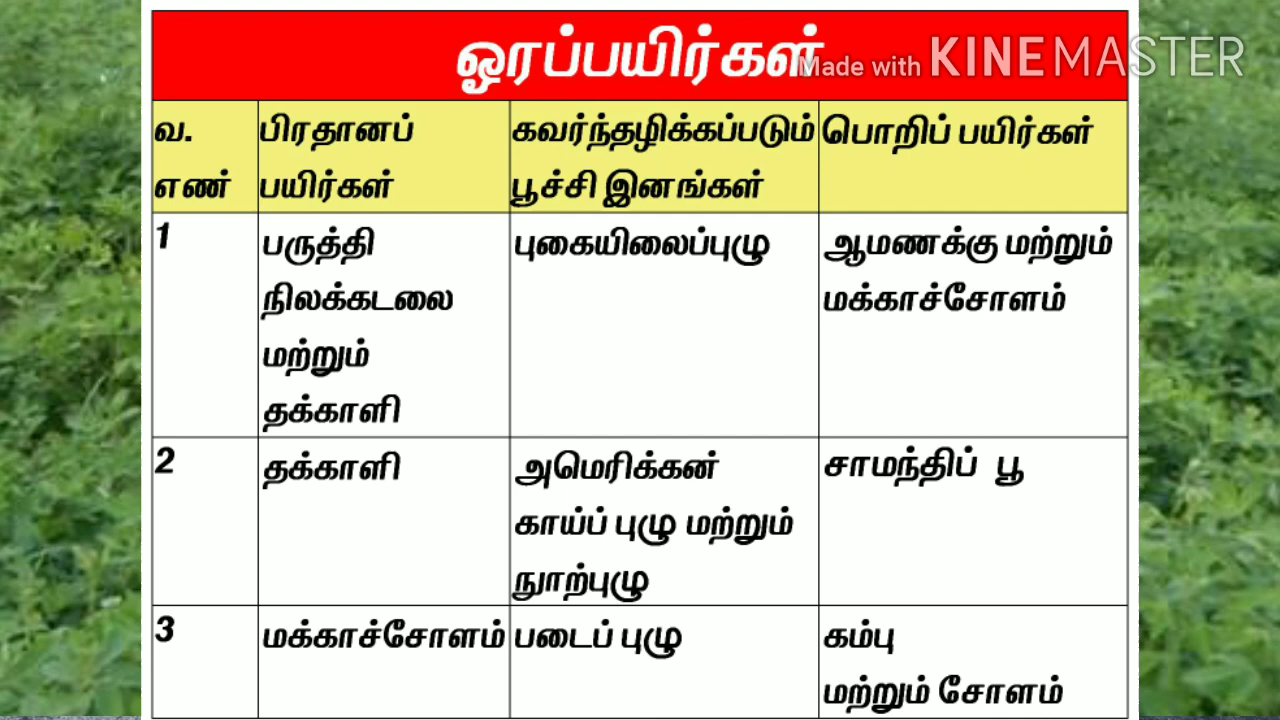 ஓரப்பயிர்கள்
Made with KINEMASTER
வ. எண்
பிரதானப் பயிர்கள்
கவர்ந்தழிக்கப்படும் பூச்சி இனங்கள்
பொறிப் பயிர்கள்
1
பருத்தி
நிலக்கடலை
மற்றும்
தக்காளி
புகையிலைப்புழு
ஆமணக்கு மற்றும்
மக்காச்சோளம்
2
தக்காளி
அமெரிக்கன்
காய்ப் புழு மற்றும்
நூற்புழு
சாமந்திப் பூ
3
மக்காச்சோளம்
படைப் புழு
கம்பு
மற்றும் சோளம்